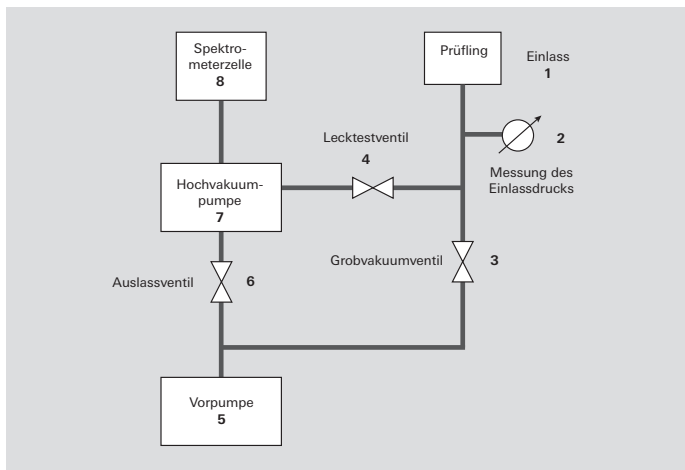 Spektro-
meterzelle
8
Prüfling
Einlass
1
Lecktestventil
4
2
Messung des
Einlassdrucks
Hochvakuum-
pumpe
7
Grobvakuumventil
3
Auslassventil
6
Vorpumpe
5